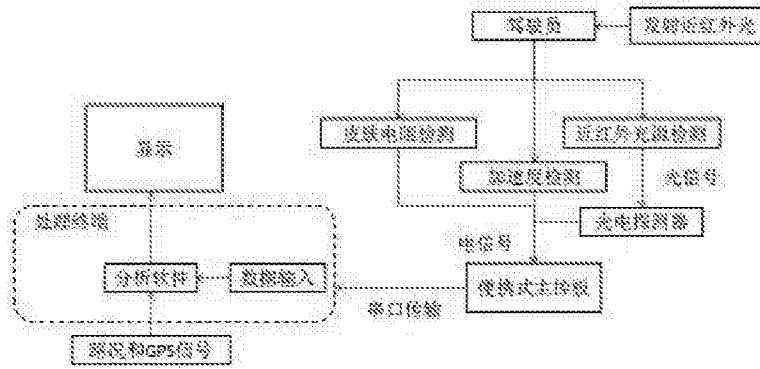 驾驶员
发射近红外光
显示
皮肤电阻检测
近红外光谱检测
加速度检测
光信号
处理终端
光电探测器
电信号
分析软件
数据输入
便携式主控板
串口传输
路况和GPS信号